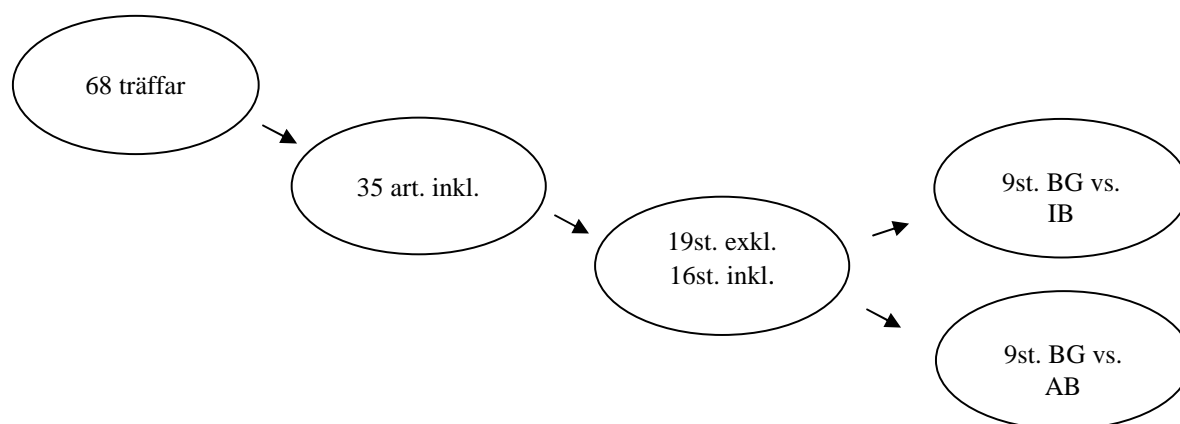 68 träffar
35 art. inkl.
19st. exkl.
16st. inkl.
9st. BG vs.
IB
9st. BG vs.
AB